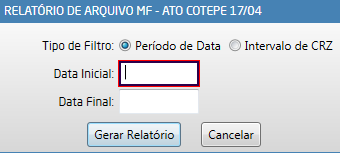 RELATÓRIO DE ARQUIVO MF - ATO COTEPE 17/04
Tipo de Filtro: Período de Data Intervalo de CRZ
Data Inicial:
Data Final:
Gerar Relatório Cancelar